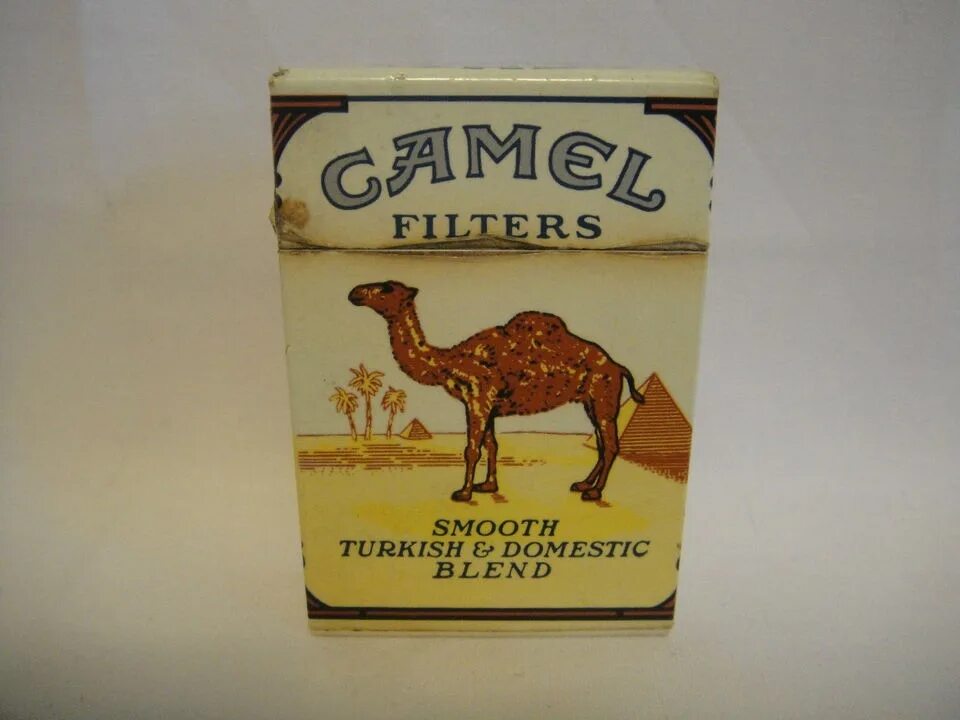 CAMEL
FILTERS
SMOOTH
TURKISH & DOMESTIC
BLEND